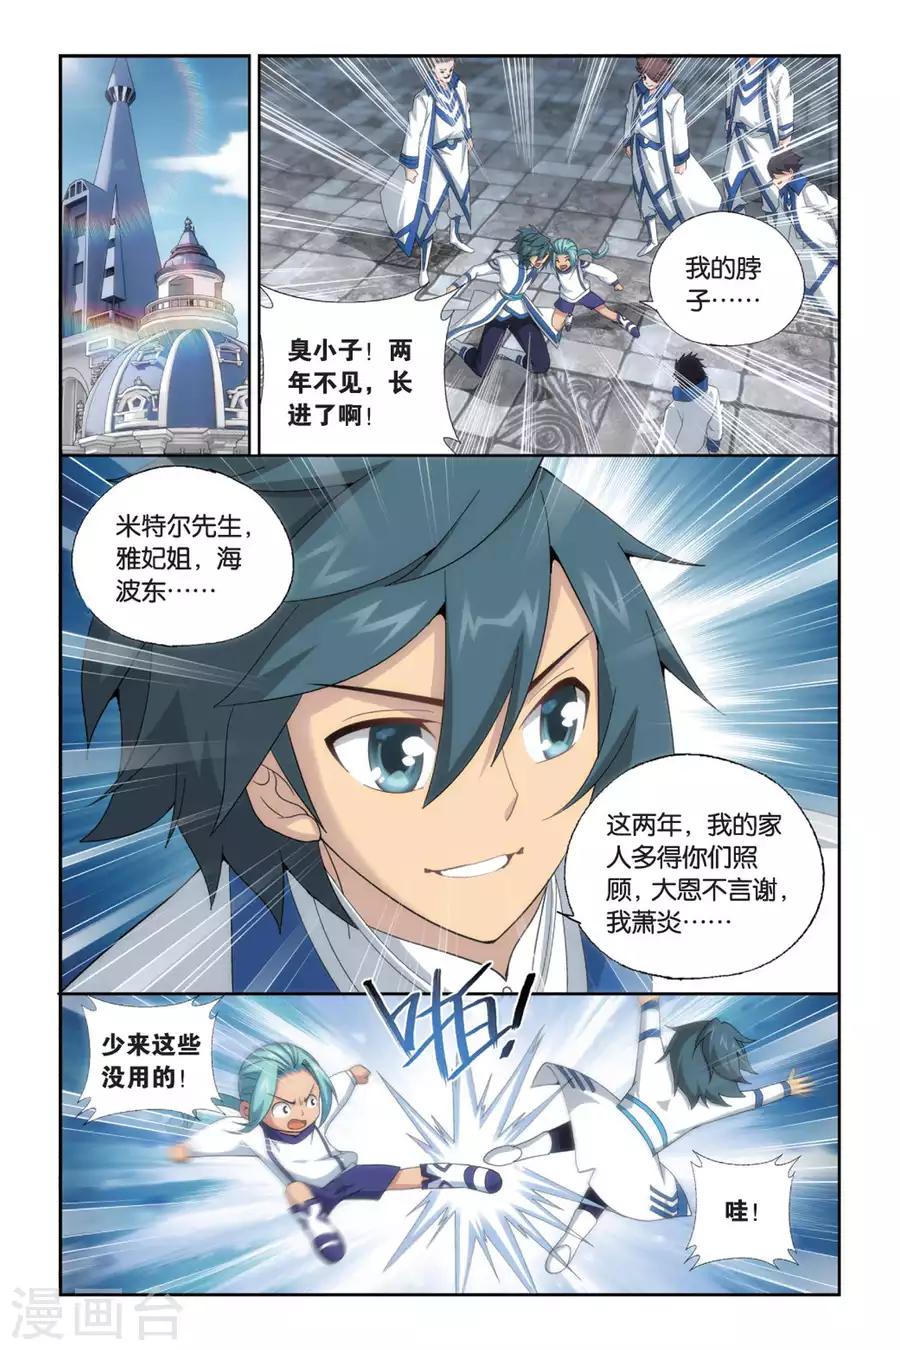 臭小子！两
年不见，长
进了啊！
我的脖
子……
米特尔先生，
雅妃姐，海
波东……
这两年，我的家
人多得你们照
顾，大恩不言谢，
我萧炎……
少来这些
没用的！
啪！
哇！
漫画台